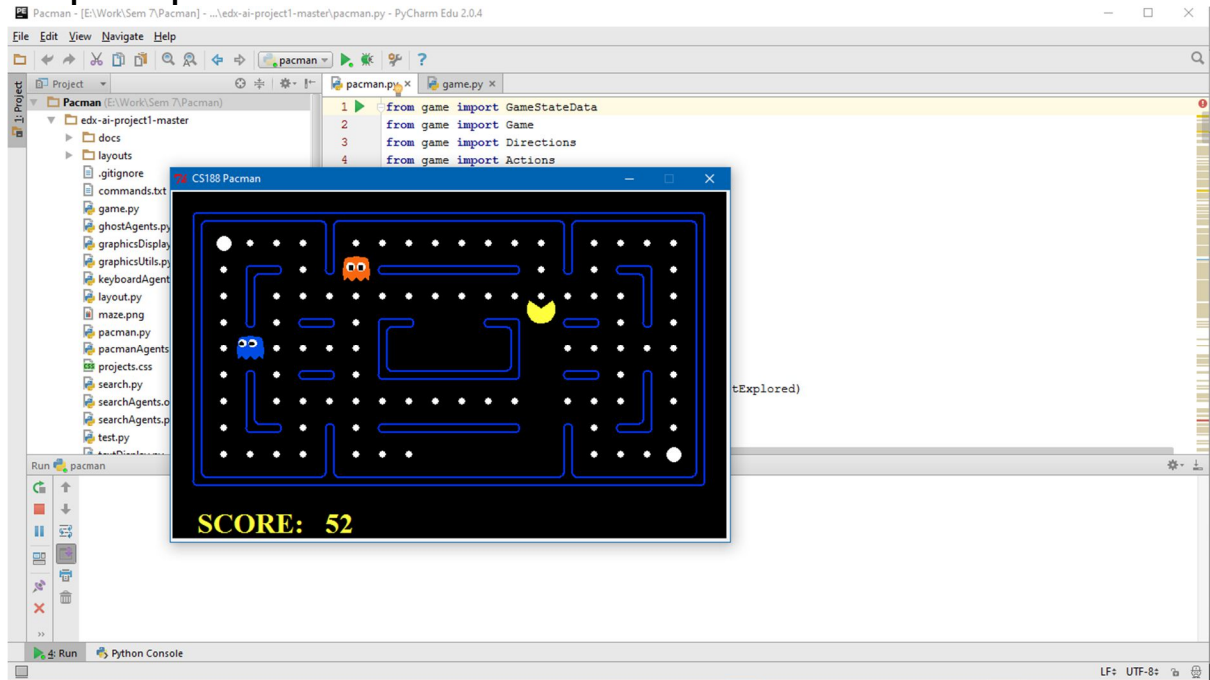 Pacman - [E:\Work\Sem 7\Pacman] - ...\edx-ai-project1-master\pacman.py - PyCharm Edu 2.0.4
File Edit View Navigate Help
pacman
Project
pacman.py
game.py
1: Project
Pacman (E:\Work\Sem 7\Pacman)
edx-ai-project1-master
docs
layouts
.gitignore
commands.txt
game.py
ghostAgents.py
graphicsDisplay
graphicsUtils.py
keyboardAgent
layout.py
maze.png
pacman.py
pacmanAgents
projects.css
search.py
searchAgents.o
searchAgents.p
test.py
1 from game import GameStateData
2 from game import Game
3 from game import Directions
4 from game import Actions
tExplored)
CS188 Pacman
SCORE: 52
Run pacman
4: Run Python Console
LF UTF-8